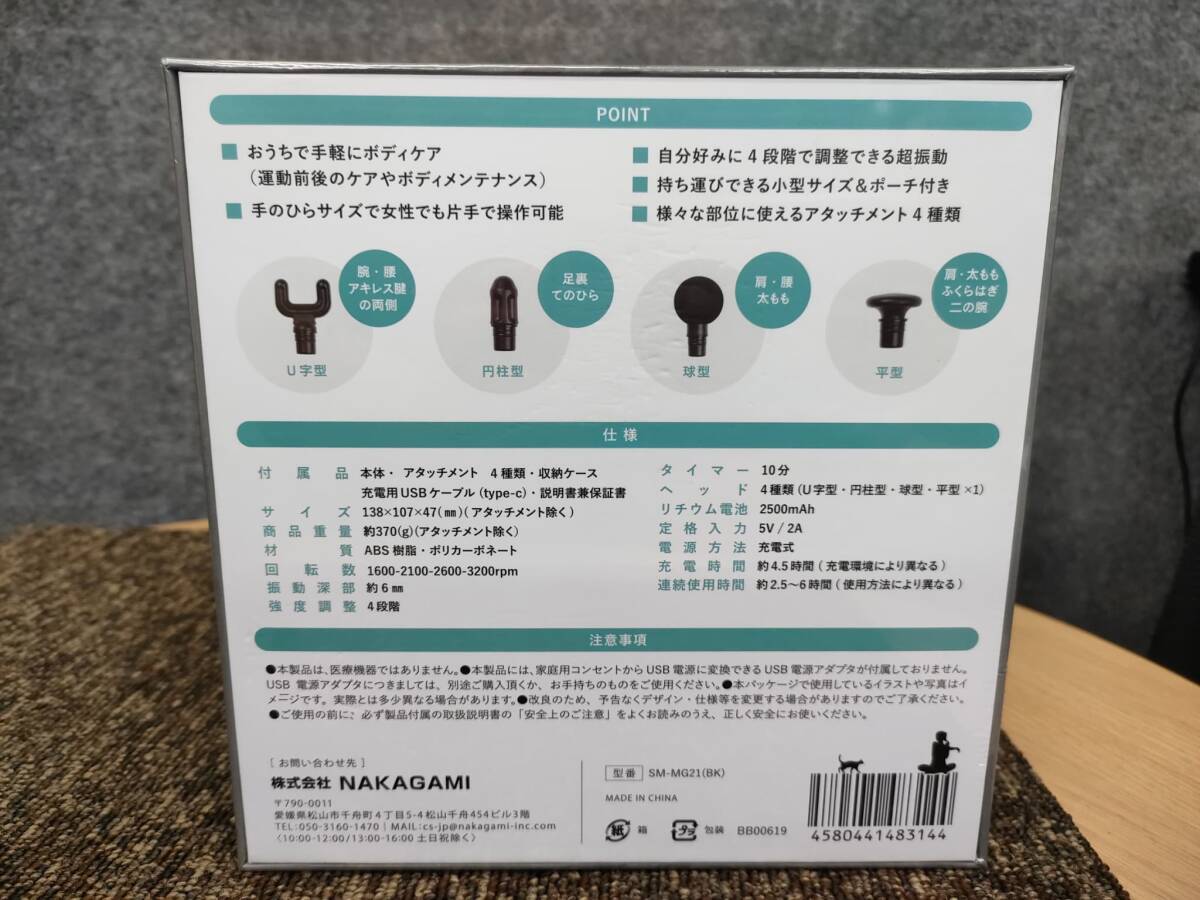 POINT
おうちで手軽にボディケア
(運動前後のケアやボディメンテナンス)
手のひらサイズで女性でも片手で操作可能
自分好みに4段階で調整できる超振動
持ち運びできる小型サイズ&ポーチ付き
様々な部位に使えるアタッチメント4種類
腕・腰
アキレス腱
の両側
U字型
足裏
てのひら
円柱型
肩・腰
太もも
球型
肩・太もも
ふくらはぎ
二の腕
平型
仕様
付属品 本体・アタッチメント 4種類・収納ケース
充電用USBケーブル(type-c)・説明書兼保証書
サイズ 138×107×47(㎜)(アタッチメント除く)
商品重量 約370(g)(アタッチメント除く)
材質 ABS樹脂・ポリカーボネート
回転数 1600-2100-2600-3200rpm
振動深部 約6㎜
強度調整 4段階
タイマー 10分
ヘッド 4種類(U字型・円柱型・球型・平型×1)
リチウム電池 2500mAh
定格入力 5V/2A
電源方法 充電式
充電時間 約4.5時間(充電環境により異なる)
連続使用時間 約2.5~6時間(使用方法により異なる)
注意事項
●本製品は、医療機器ではありません。●本製品には、家庭用コンセントからUSB電源に変換できるUSB電源アダプタが付属しておりません。
USB 電源アダプタにつきましては、別途ご購入頂くか、お手持ちのものをご使用ください。●本パッケージで使用しているイラストや写真はイ
メージです。実際とは多少異なる場合があります。●改良のため、予告なくデザイン・仕様等を変更する場合がありますのでご了承ください。
●ご使用の前に、必ず製品付属の取扱説明書の「安全上のご注意」をよくお読みのうえ、正しく安全にお使いください。
[お問い合わせ先]
株式会社 NAKAGAMI
〒790-0011
愛媛県松山市千舟町4丁目5-4松山千舟454ビル3階
TEL:050-3160-1470 | MAIL:cs-jp@nakagami-inc.com
〈10:00-12:00/13:00-16:00 土日祝除く〉
型番 SM-MG21(BK)
MADE IN CHINA
紙 箱 プラ 包装 BB00619
4580441483144